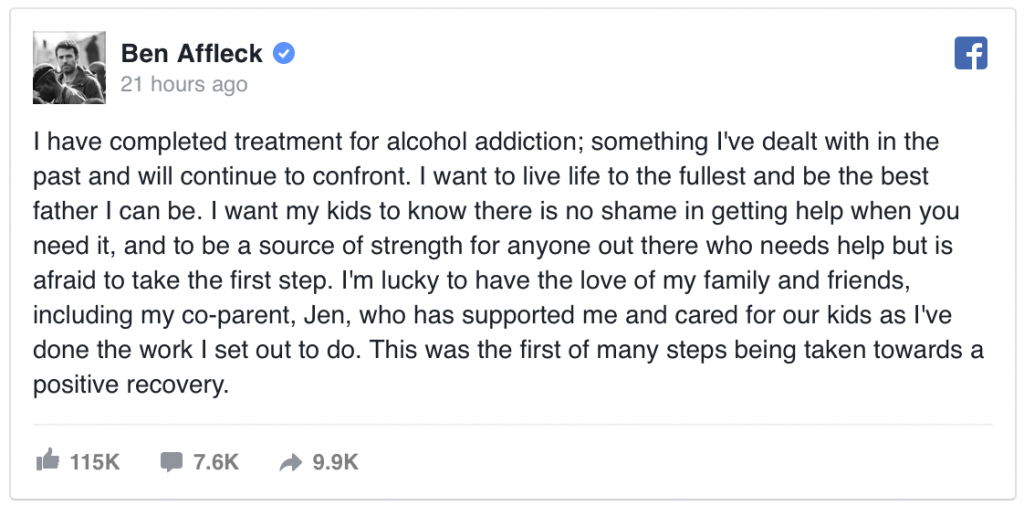 Ben Affleck
21 hours ago
I have completed treatment for alcohol addiction; something I've dealt with in the
past and will continue to confront. I want to live life to the fullest and be the best
father I can be. I want my kids to know there is no shame in getting help when you
need it, and to be a source of strength for anyone out there who needs help but is
afraid to take the first step. I'm lucky to have the love of my family and friends,
including my co-parent, Jen, who has supported me and cared for our kids as I've
done the work I set out to do. This was the first of many steps being taken towards a
positive recovery.
115K 7.6K 9.9K